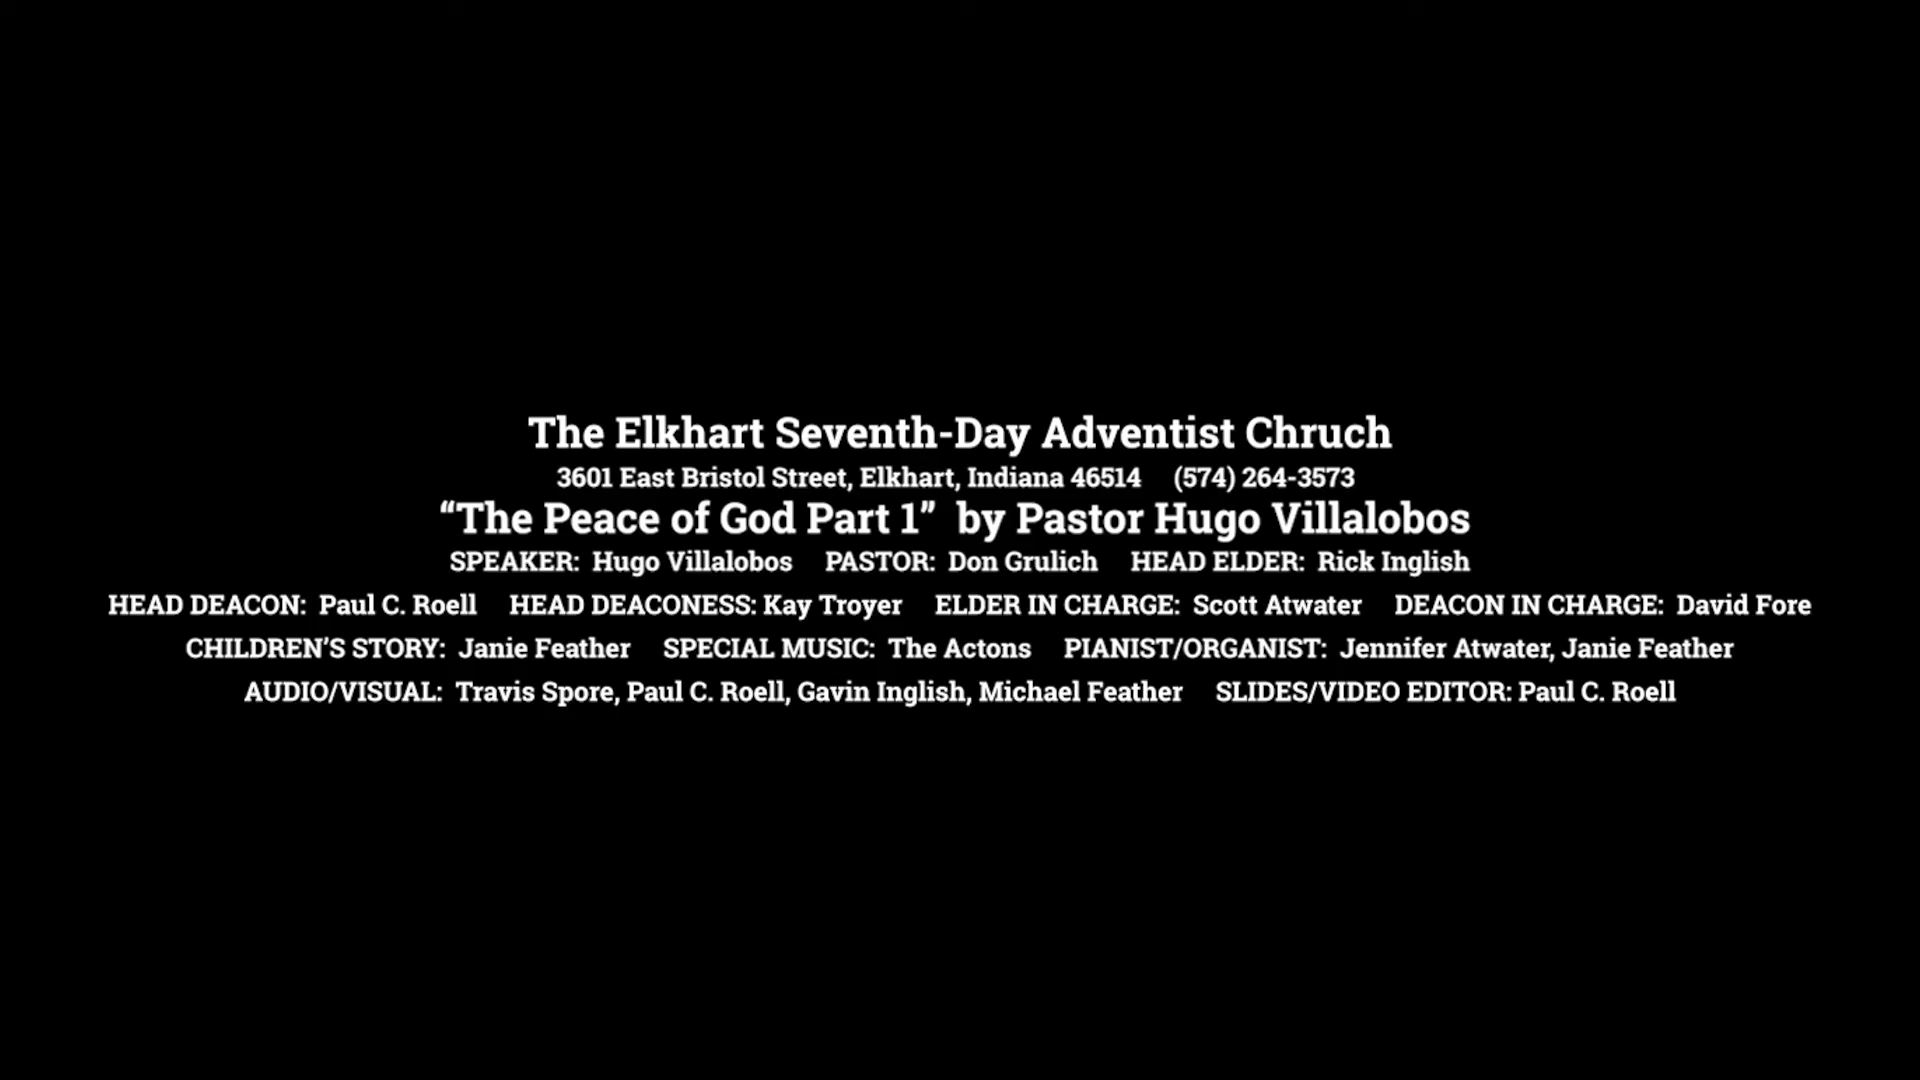 The Elkhart Seventh-Day Adventist Chruch
3601 East Bristol Street, Elkhart, Indiana 46514 (574) 264-3573
“The Peace of God Part 1” by Pastor Hugo Villalobos
SPEAKER: Hugo Villalobos PASTOR: Don Grulich HEAD ELDER: Rick Inglish
HEAD DEACON: Paul C. Roell HEAD DEACONESS: Kay Troyer ELDER IN CHARGE: Scott Atwater DEACON IN CHARGE: David Fore
CHILDREN’S STORY: Janie Feather SPECIAL MUSIC: The Actons PIANIST/ORGANIST: Jennifer Atwater, Janie Feather
AUDIO/VISUAL: Travis Spore, Paul C. Roell, Gavin Inglish, Michael Feather SLIDES/VIDEO EDITOR: Paul C. Roell